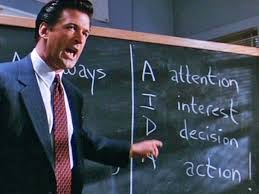 A ways
A attention
I interest
D decision
A action!